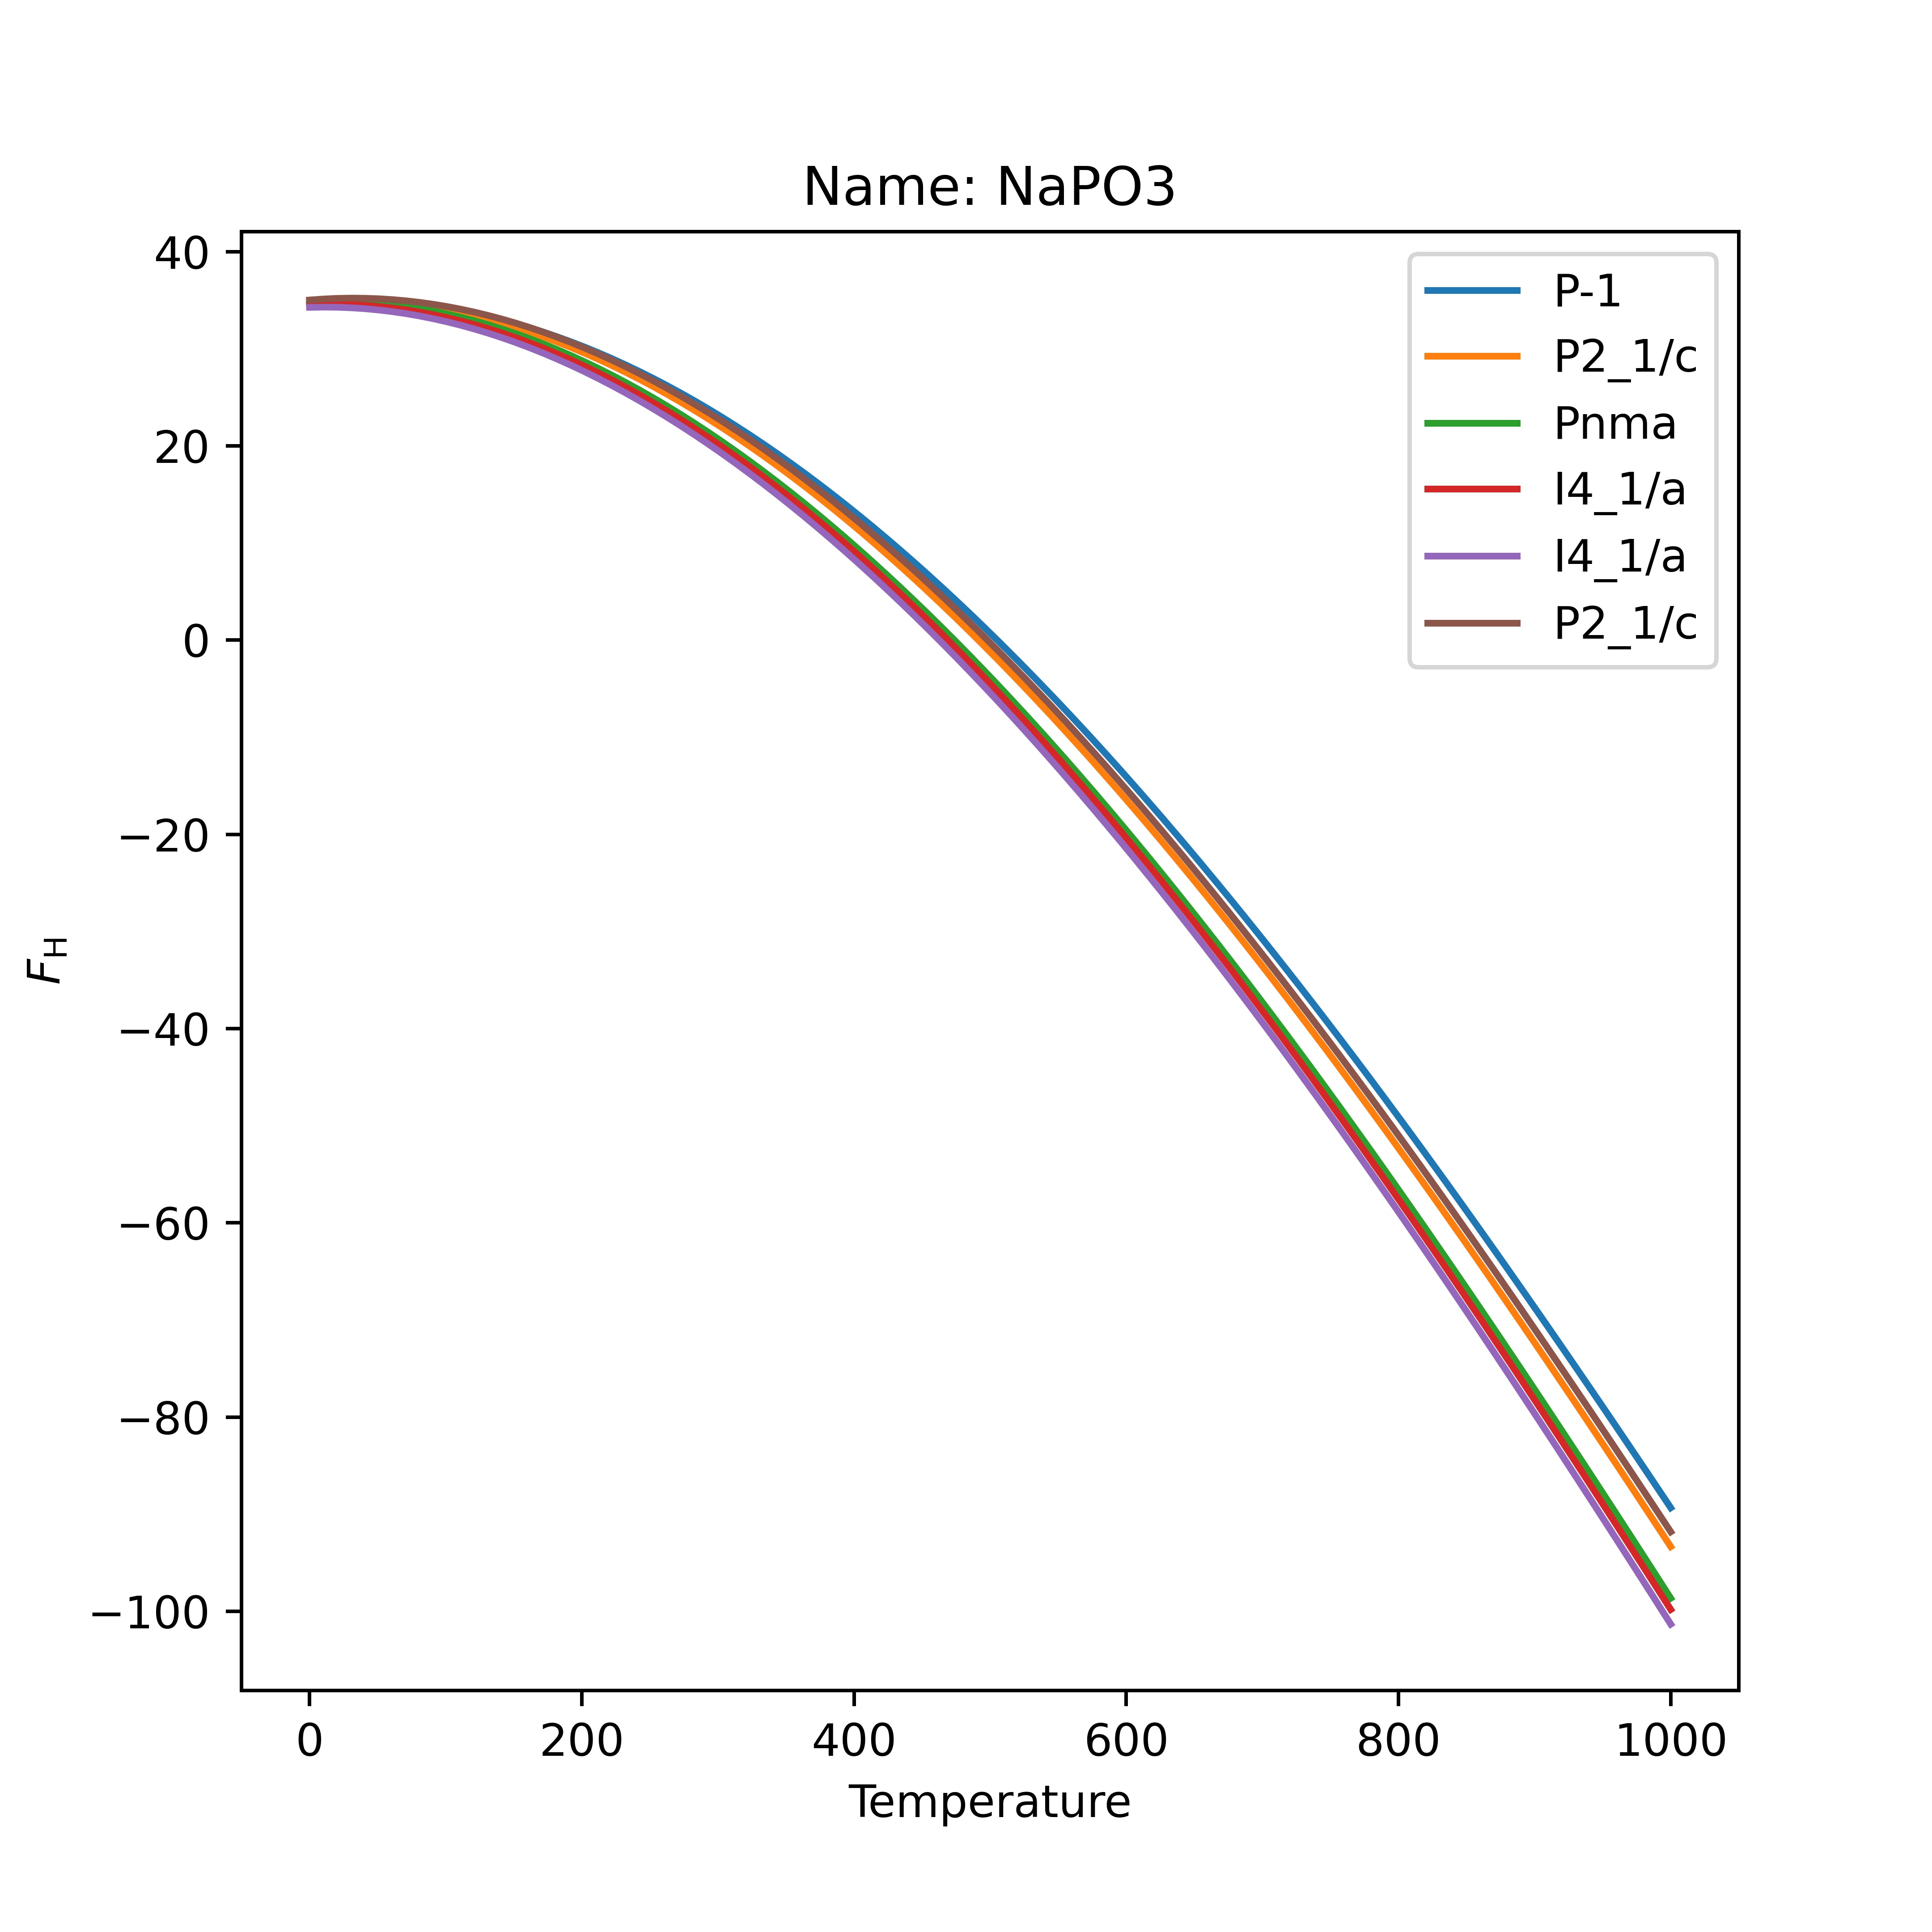 Name: NaPO3
40
20
0
−20
−40
−60
−80
−100
F_H
P-1
P2_1/c
Pnma
I4_1/a
I4_1/a
P2_1/c
0 200 400 600 800 1000
Temperature